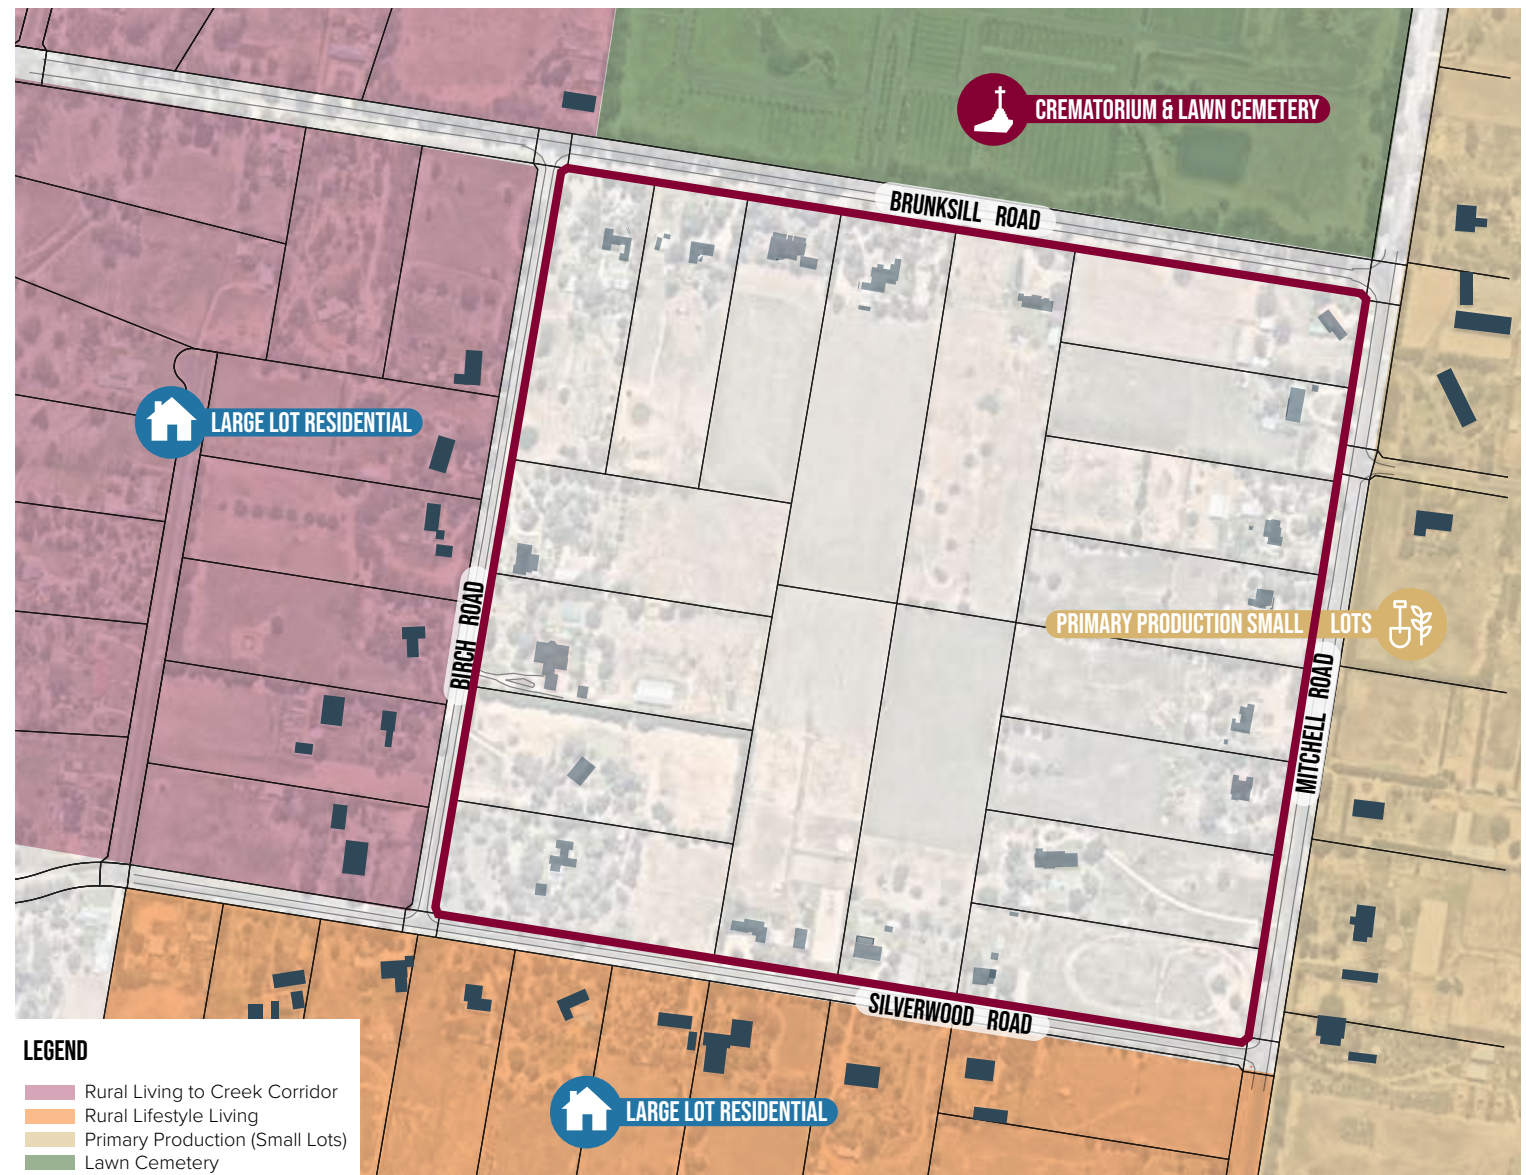 CREMATORIUM & LAWN CEMETERY
BRUNKSILL ROAD
LARGE LOT RESIDENTIAL
BIRCH ROAD
PRIMARY PRODUCTION SMALL LOTS
MITCHELL ROAD
SILVERWOOD ROAD
LARGE LOT RESIDENTIAL
LEGEND
Rural Living to Creek Corridor
Rural Lifestyle Living
Primary Production (Small Lots)
Lawn Cemetery